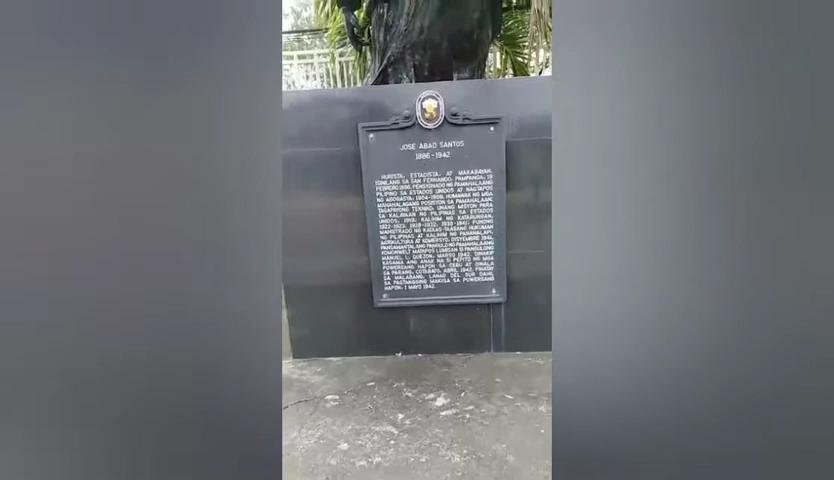 JOSE ABAD SANTOS
1886 - 1942
HURISTA, ESTADISTA, AT MAKABAYAN.
ISINILANG SA SAN FERNANDO, PAMPANGA, 19
PEBRERO 1886. PENSIONADO NG PAMAHALAANG
PILIPINO SA ESTADOS UNIDOS AT NAGTAPOS
NG ABOGASYA, 1904-1909. HUMAWAK NG MGA
MAHAHALAGANG POSISYON SA PAMAHALAAN:
TAGAPAYONG TEKNIKO, UNANG MISYON PARA
SA KALAYAAN NG PILIPINAS SA ESTADOS
UNIDOS, 1919; KALIHIM NG KATARUNGAN,
1922-1923, 1928-1932, 1938-1941; PUNONG
MAHISTRADO NG KATAAS-TAASANG HUKUMAN
NG PILIPINAS AT KALIHIM NG PANANALAPI,
AGRIKULTURA AT KOMERSYO, DISYEMBRE 1941.
PANGANSAMANTALANG PANGULO NG PAMAHALAANG
KOMONWELT MATAPOS LUMISAN SI PANGULONG
MANUEL L. QUEZON, MARSO 1942. DINAKIP
KASAMA ANG ANAK NA SI PEPITO NG MGA
PUWERSANG HAPON SA CEBU AT DINALA
SA PARANG, COTABATO, ABRIL 1942. PINATAY
SA MALABANG, LANAO DEL SUR DAHIL
SA PAGTANGGING MAKIISA SA PUWERSANG
HAPON, 1 MAYO 1942.